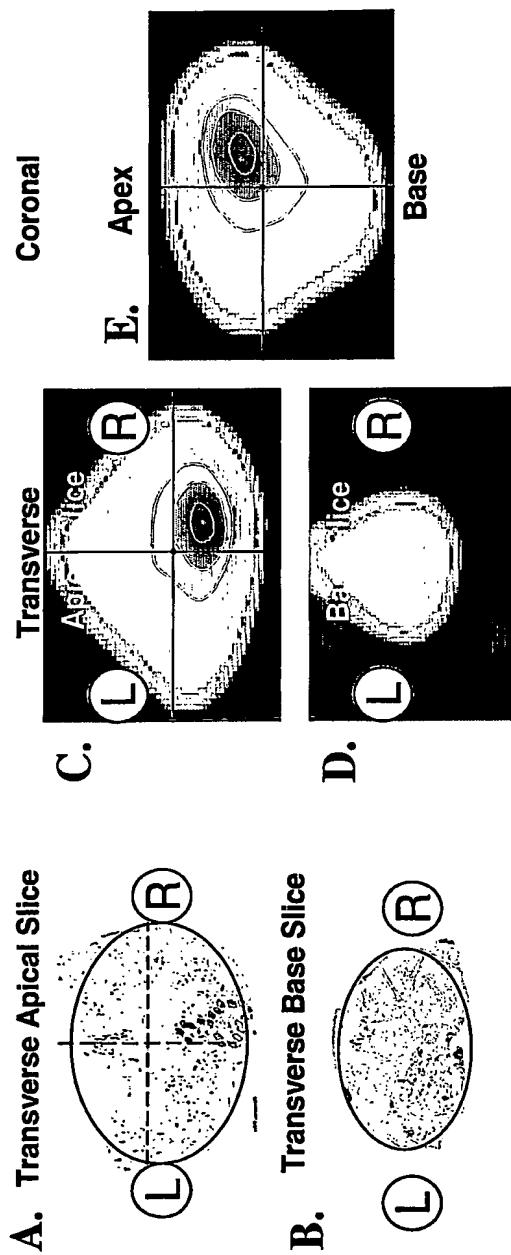 A. Transverse Apical Slice
L R
B. Transverse Base Slice
L R
Transverse
C.
L R
D.
L R
Coronal
E.
Apex
Base